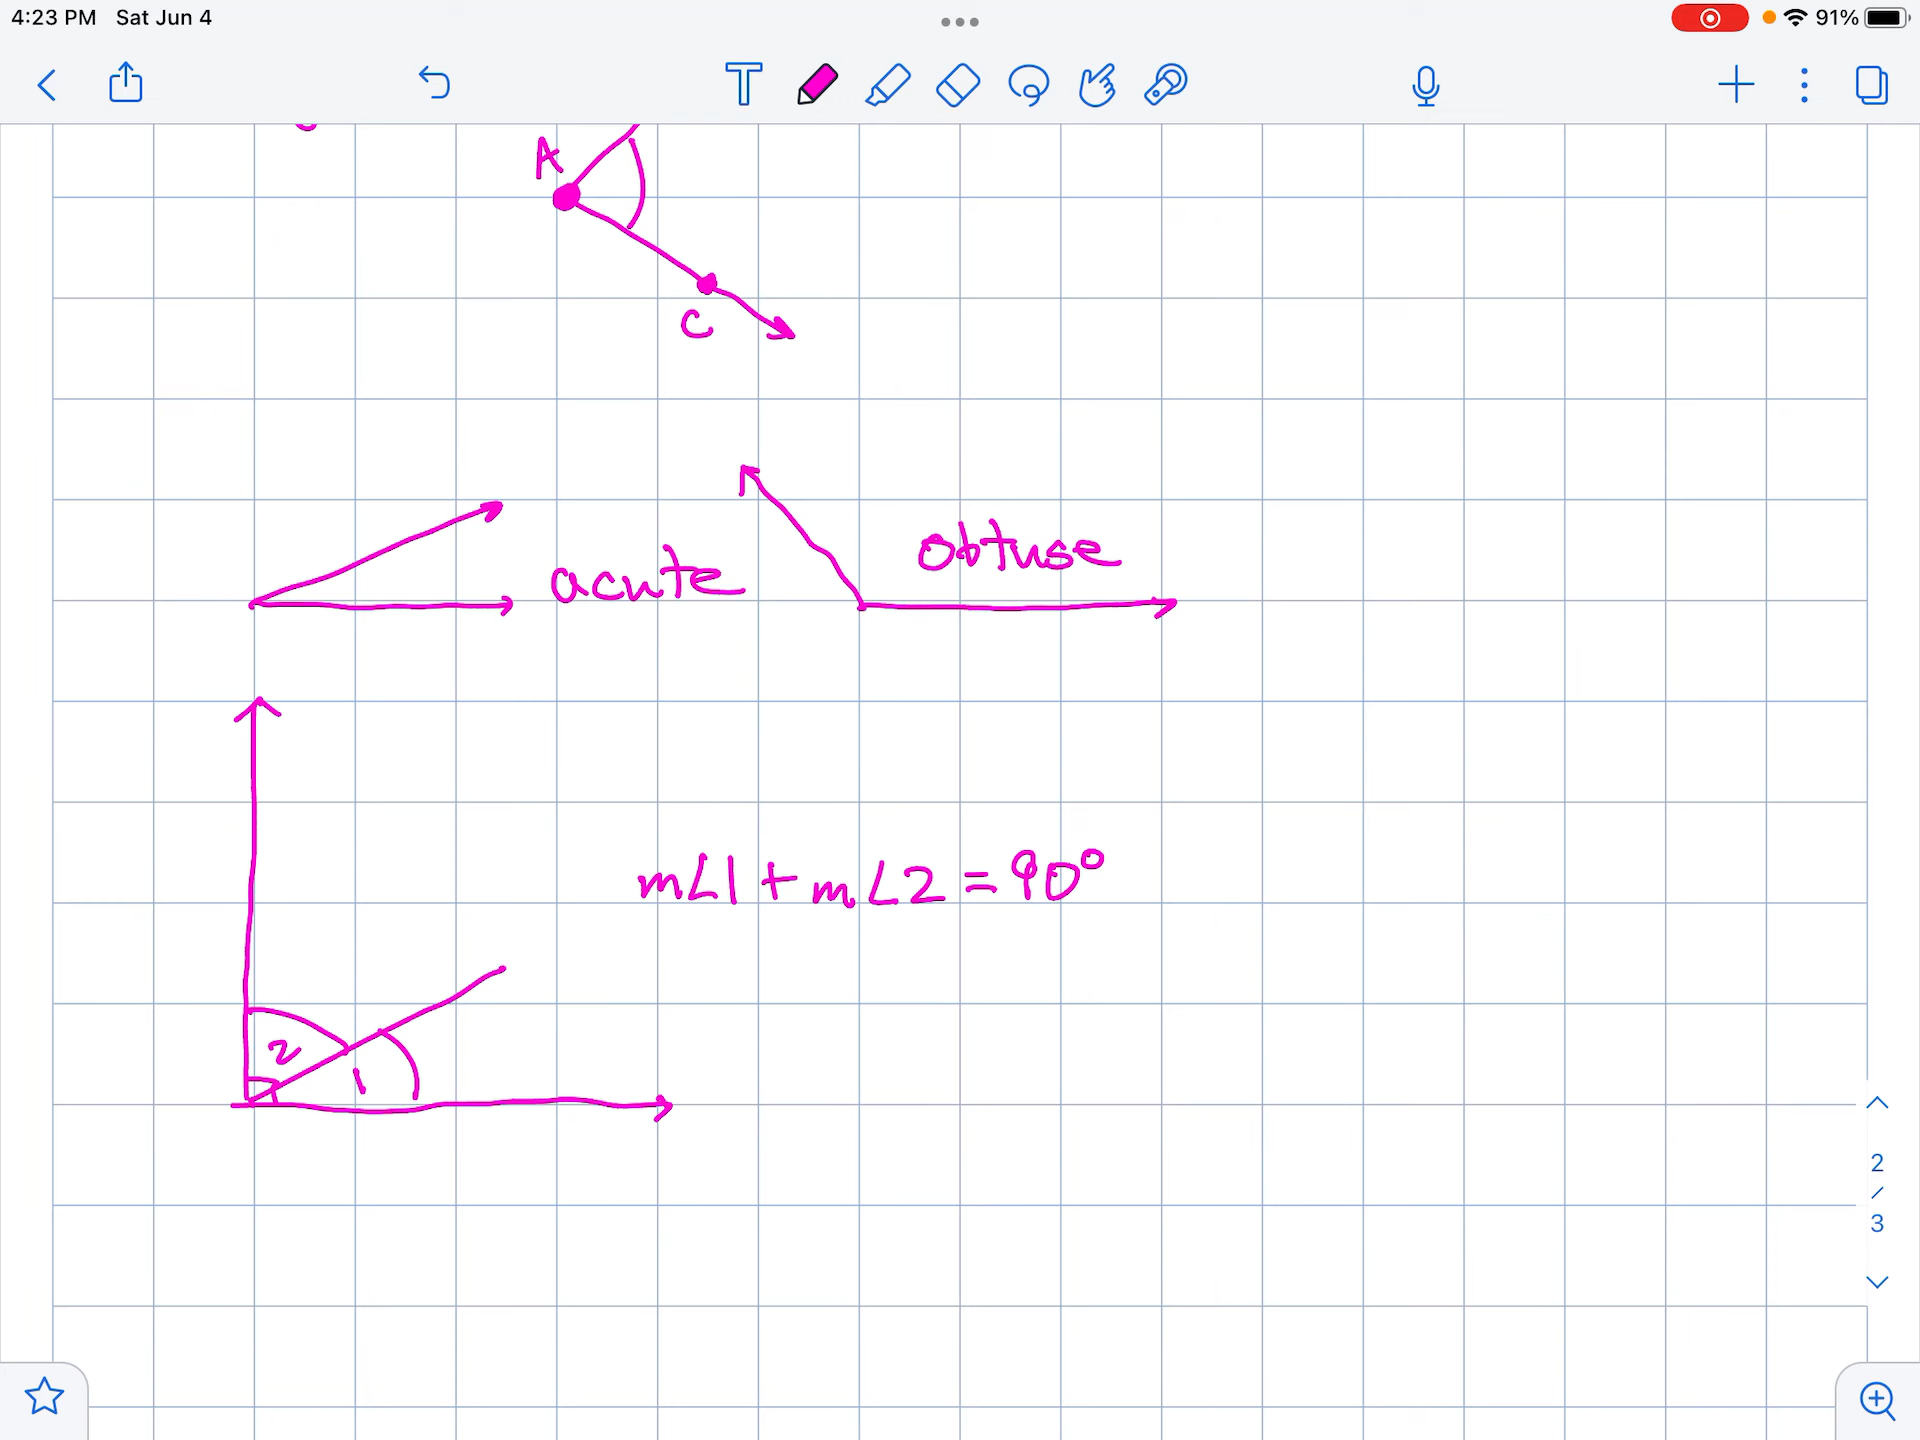 4:23 PM Sat Jun 4
91%
A
C
acute
obtuse
m∠1 + m∠2 = 90°
2
1
2
/
3